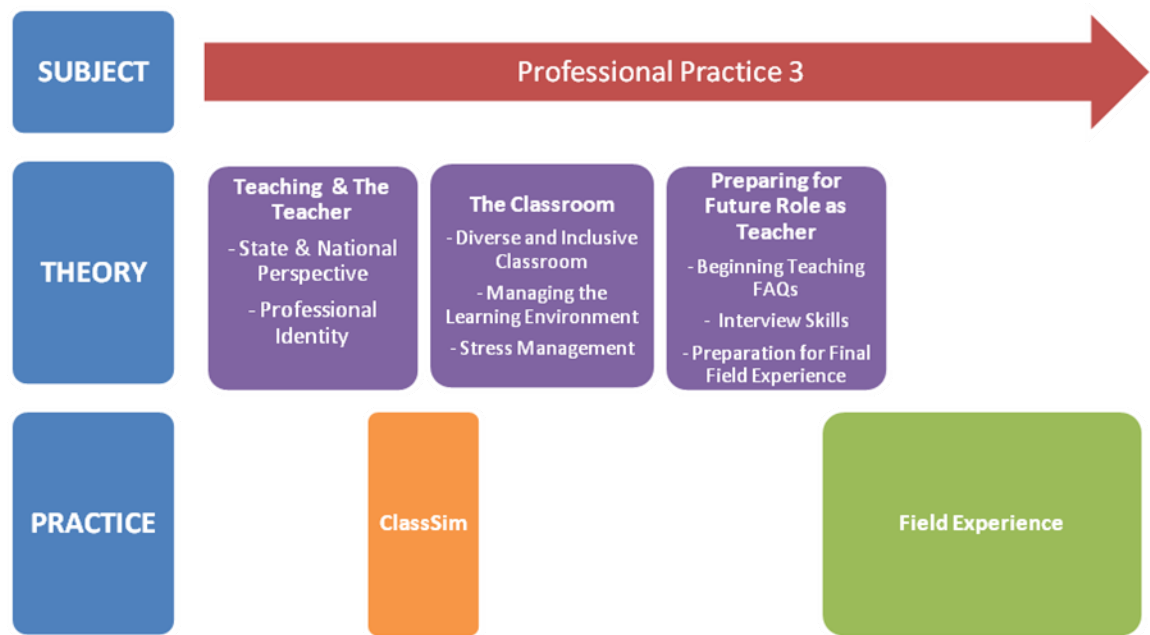 SUBJECT
Professional Practice 3
THEORY
Teaching & The
Teacher
- State & National
Perspective
- Professional
Identity
The Classroom
- Diverse and Inclusive
Classroom
- Managing the
Learning Environment
- Stress Management
Preparing for
Future Role as
Teacher
- Beginning Teaching
FAQs
- Interview Skills
- Preparation for Final
Field Experience
PRACTICE
ClassSim
Field Experience